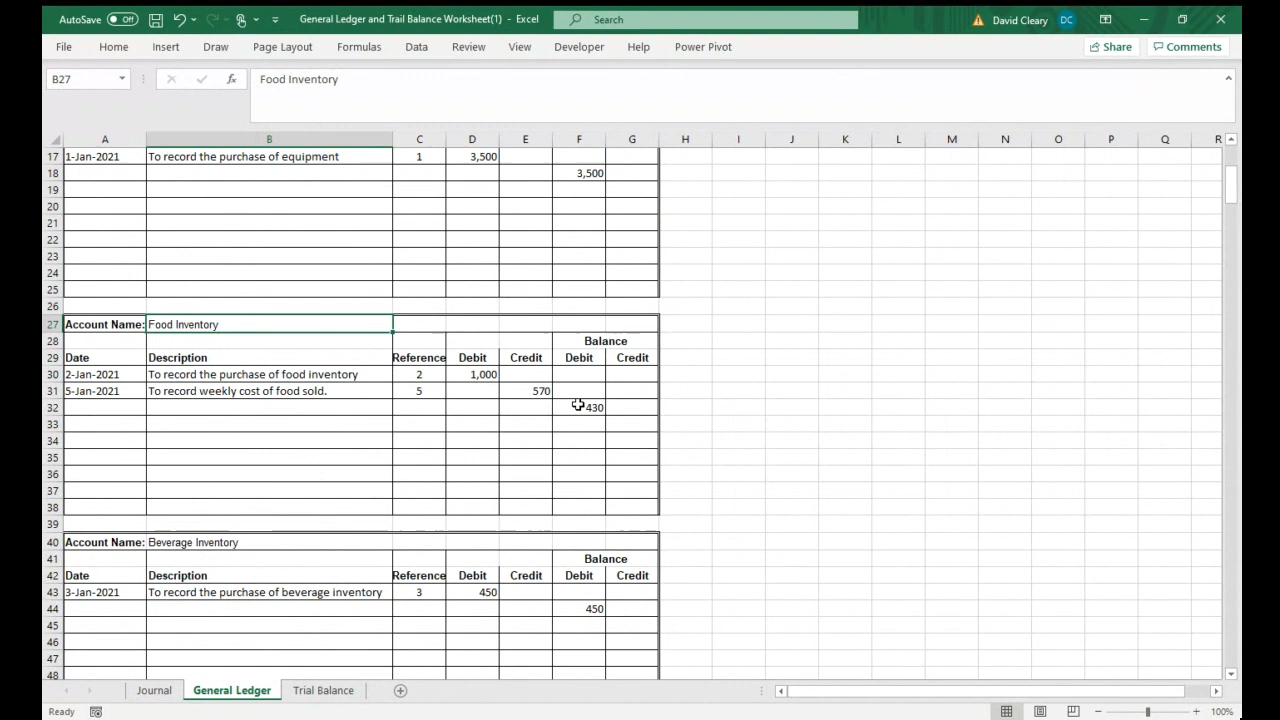 AutoSave Off General Ledger and Trail Balance Worksheet(1) - Excel Search David Cleary DC
File Home Insert Draw Page Layout Formulas Data Review View Developer Help Power Pivot Share Comments
B27 fx Food Inventory
A B C D E F G H I J K L M N O P Q R
17 1-Jan-2021 To record the purchase of equipment 1 3,500
18 3,500
19
20
21
22
23
24
25
26
27 Account Name: Food Inventory
28 Balance
29 Date Description Reference Debit Credit Debit Credit
30 2-Jan-2021 To record the purchase of food inventory 2 1,000
31 5-Jan-2021 To record weekly cost of food sold. 5 570
32 430
33
34
35
36
37
38
39
40 Account Name: Beverage Inventory
41 Balance
42 Date Description Reference Debit Credit Debit Credit
43 3-Jan-2021 To record the purchase of beverage inventory 3 450
44 450
45
46
47
48
Journal General Ledger Trial Balance
Ready 100%